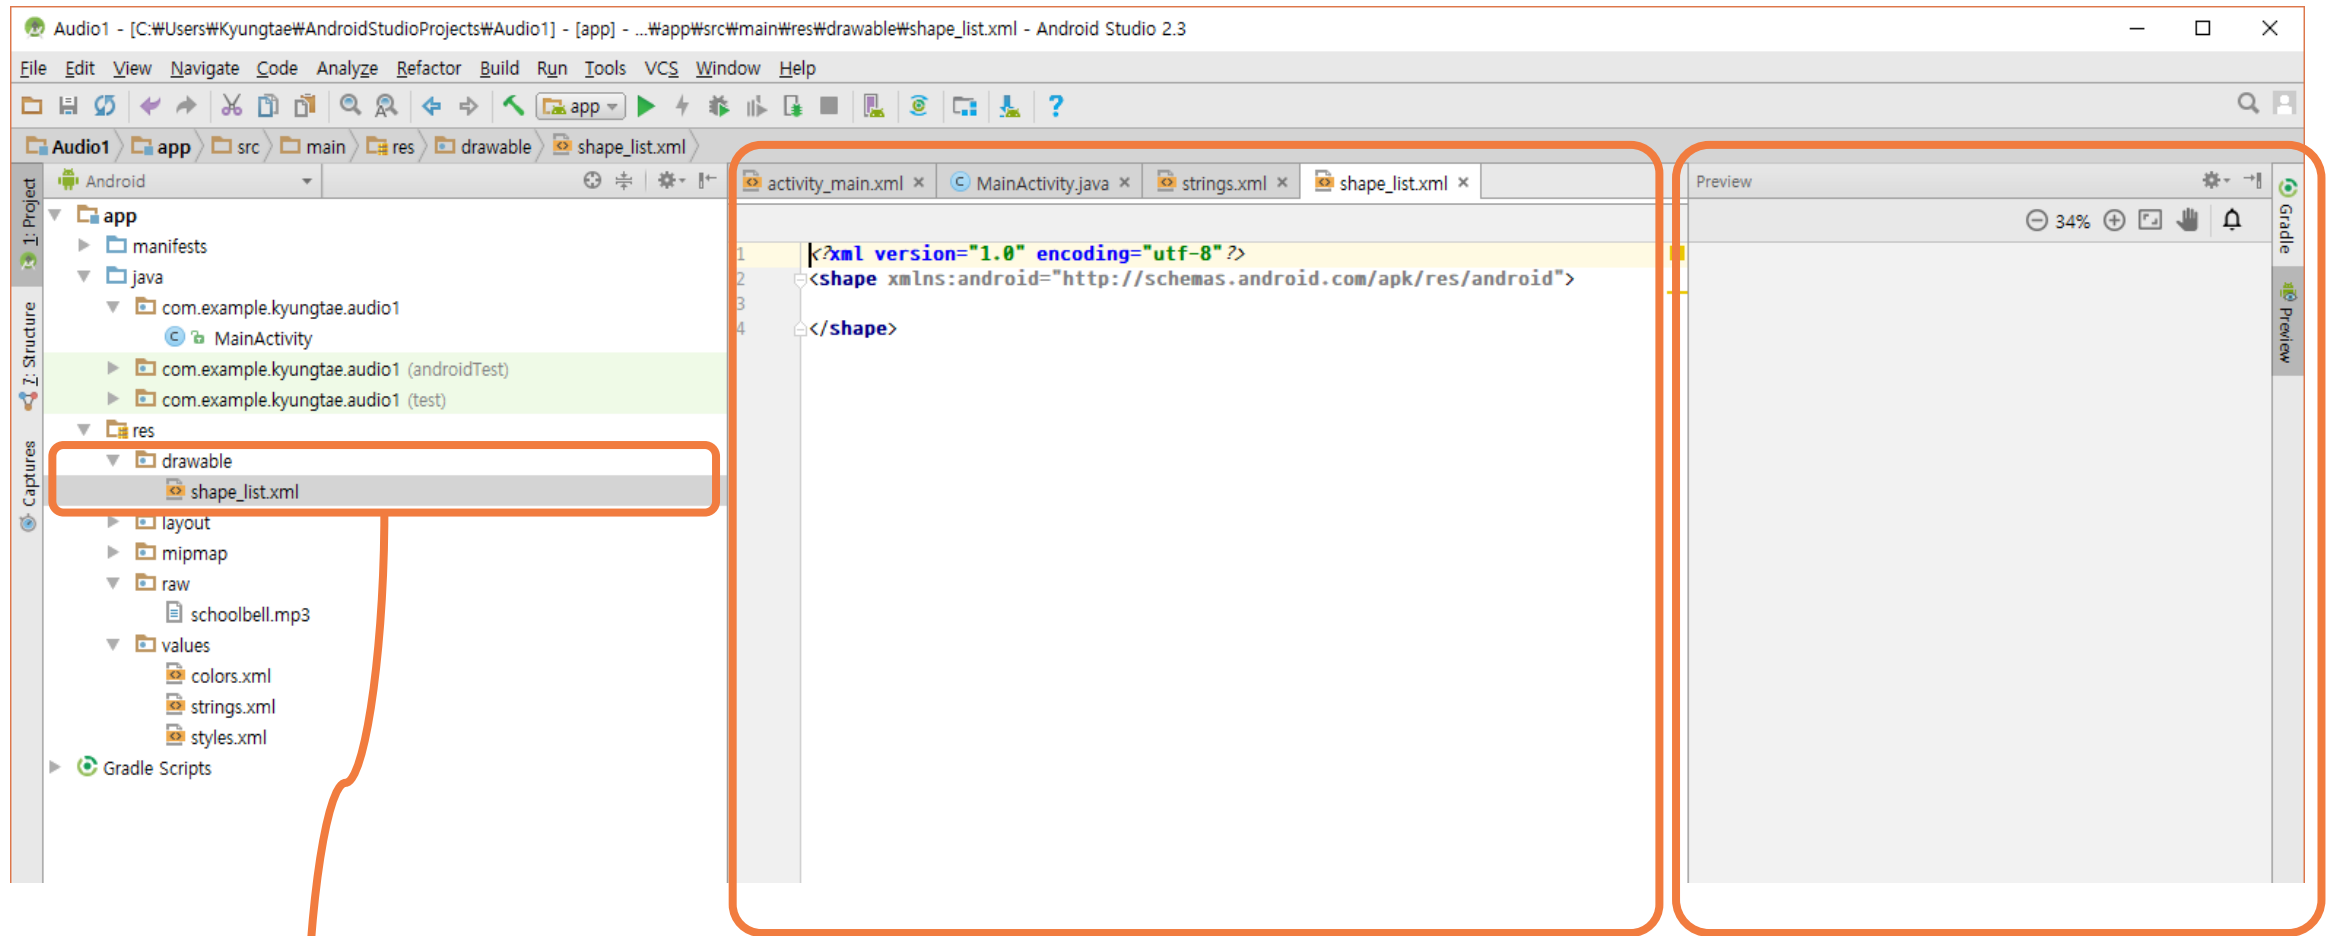 Audio1 - [C:₩Users₩Kyungtae₩AndroidStudioProjects₩Audio1] - [app] - ...₩app₩src₩main₩res₩drawable₩shape_list.xml - Android Studio 2.3
File Edit View Navigate Code Analyze Refactor Build Run Tools VCS Window Help
app
Audio1 app src main res drawable shape_list.xml
1: Project
7: Structure
Captures
Android
app
manifests
java
com.example.kyungtae.audio1
MainActivity
com.example.kyungtae.audio1 (androidTest)
com.example.kyungtae.audio1 (test)
res
drawable
shape_list.xml
layout
mipmap
raw
schoolbell.mp3
values
colors.xml
strings.xml
styles.xml
Gradle Scripts
activity_main.xml MainActivity.java strings.xml shape_list.xml
1 <?xml version="1.0" encoding="utf-8"?>
2 <shape xmlns:android="http://schemas.android.com/apk/res/android">
3
4 </shape>
Preview
34%
Gradle
Preview